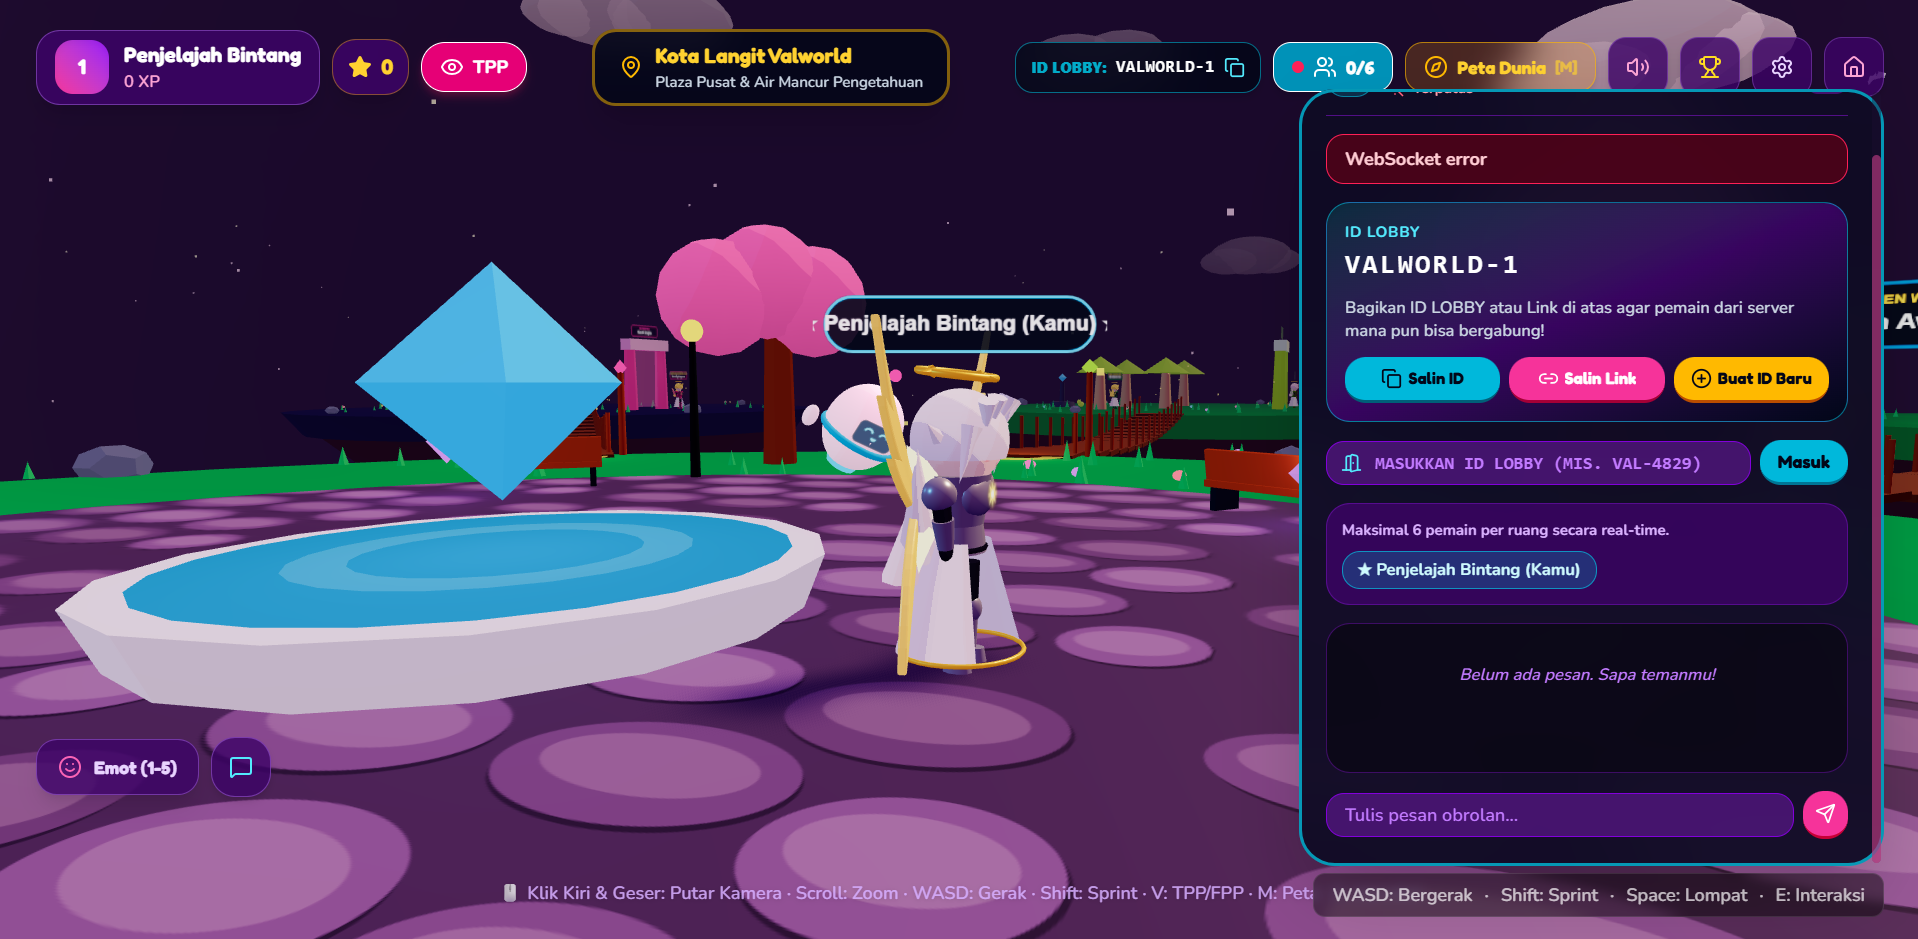 1
Penjelajah Bintang
0 XP
0
TPP
Kota Langit Valworld
Plaza Pusat & Air Mancur Pengetahuan
ID LOBBY: VALWORLD-1
0/6
Peta Dunia [M]
Terputus
WebSocket error
ID LOBBY
VALWORLD-1
Bagikan ID LOBBY atau Link di atas agar pemain dari server
mana pun bisa bergabung!
Salin ID
Salin Link
Buat ID Baru
MASUKKAN ID LOBBY (MIS. VAL-4829)
Masuk
Maksimal 6 pemain per ruang secara real-time.
★ Penjelajah Bintang (Kamu)
Belum ada pesan. Sapa temanmu!
Tulis pesan obrolan...
Penjelajah Bintang (Kamu)
Emot (1-5)
Klik Kiri & Geser: Putar Kamera · Scroll: Zoom · WASD: Gerak · Shift: Sprint · V: TPP/FPP · M: Peta
WASD: Bergerak · Shift: Sprint · Space: Lompat · E: Interaksi